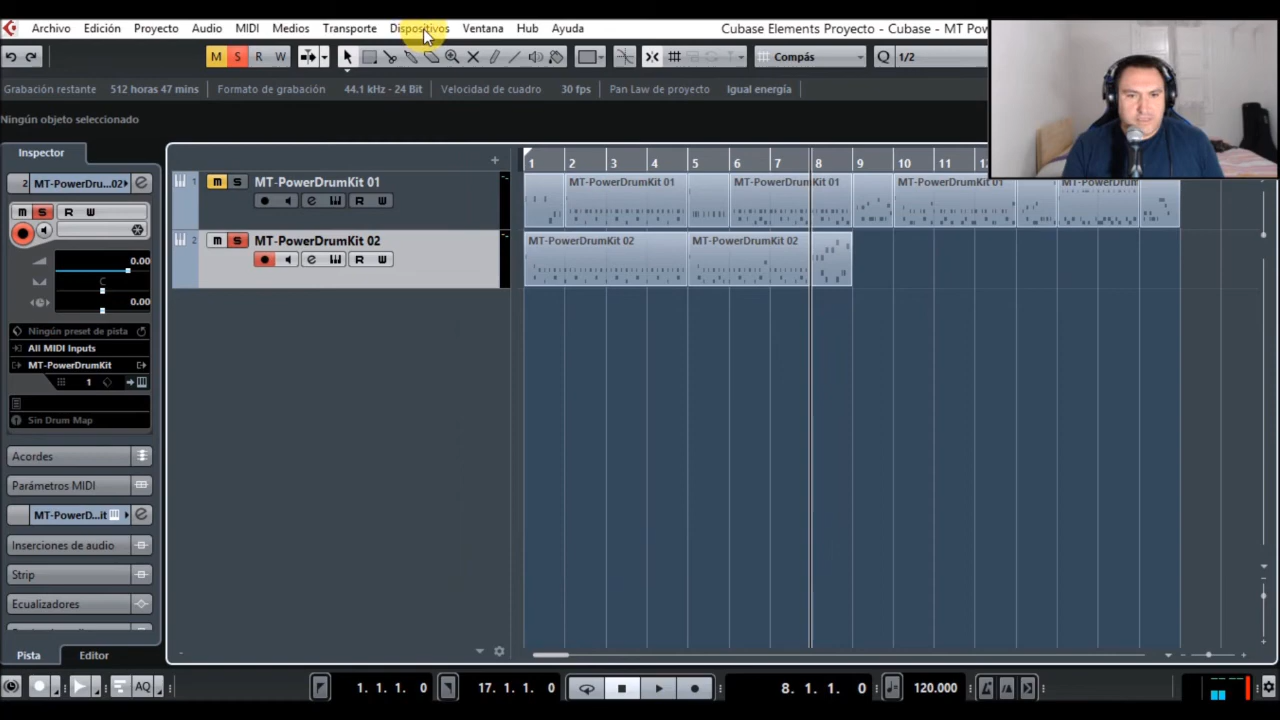 Archivo Edición Proyecto Audio MIDI Medios Transporte Dispositivos Ventana Hub Ayuda Cubase Elements Proyecto - Cubase - MT Pow
M S R W Compás Q 1/2
Grabación restante 512 horas 47 mins Formato de grabación 44.1 kHz - 24 Bit Velocidad de cuadro 30 fps Pan Law de proyecto Igual energía
Ningún objeto seleccionado
Inspector
1 2 3 4 5 6 7 8 9 10 11 12
2 MT-PowerDru...02
1 m S MT-PowerDrumKit 01 MT-PowerDrumKit 01 MT-PowerDrumKit 01 MT-PowerDrumKit 01 MT-PowerDrum
R W
m S R W
2 m S MT-PowerDrumKit 02 MT-PowerDrumKit 02 MT-PowerDrumKit 02
R W
0.00
C
0.00
Ningún preset de pista
All MIDI Inputs
MT-PowerDrumKit
1
Sin Drum Map
Acordes
Parámetros MIDI
MT-PowerD...it
Inserciones de audio
Strip
Ecualizadores
Pista Editor
AQ 1. 1. 1. 0 17. 1. 1. 0 8. 1. 1. 0 120.000